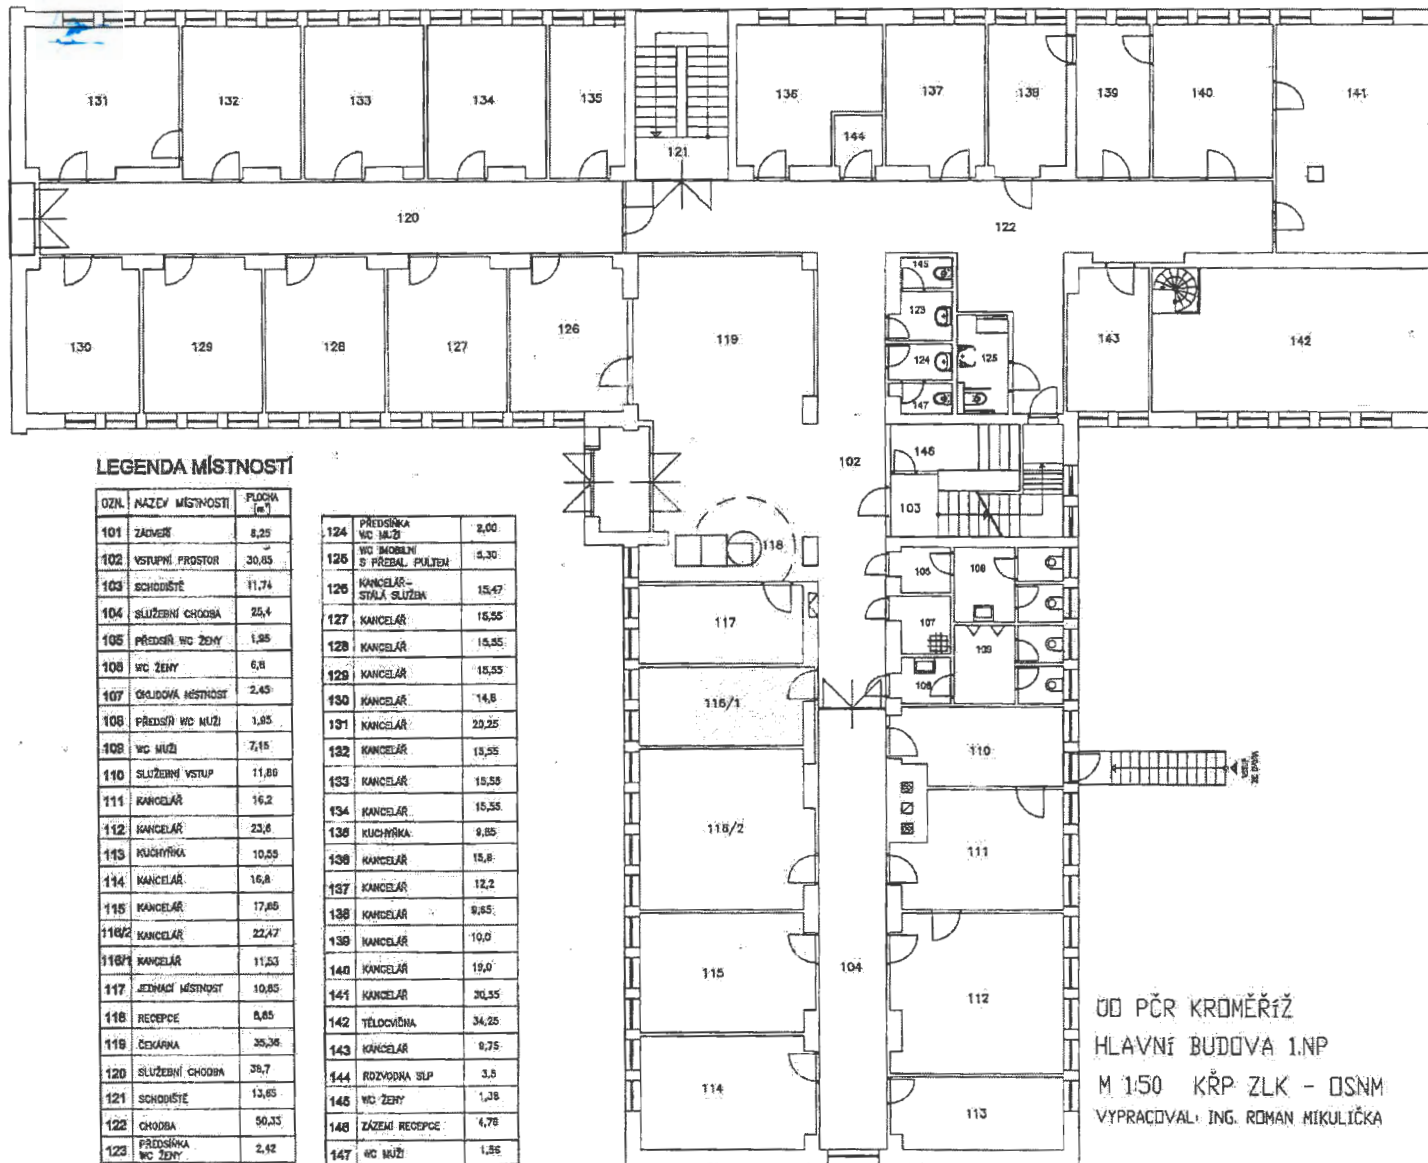 131
132
133
134
135
121
136
144
137
138
139
140
141
120
122
130
129
128
127
126
119
145
123
124
147
125
143
142
102
146
103
118
105
106
107
109
108
117
116/1
110
116/2
111
115
104
112
114
113
LEGENDA MÍSTNOSTÍ
OZN. NÁZEV MÍSTNOSTI PLOCHA [m²]
101 ZÁDVEŘÍ 8,25
102 VSTUPNÍ PROSTOR 30,85
103 SCHODIŠTĚ 11,74
104 SLUŽEBNÍ CHODBA 25,4
105 PŘEDSÍŇ WC ŽENY 1,95
106 WC ŽENY 6,8
107 ÚKLIDOVÁ MÍSTNOST 2,45
108 PŘEDSÍŇ WC MUŽI 1,95
109 WC MUŽI 7,15
110 SLUŽEBNÍ VSTUP 11,89
111 KANCELÁŘ 16,2
112 KANCELÁŘ 23,8
113 KUCHYŇKA 10,55
114 KANCELÁŘ 16,8
115 KANCELÁŘ 17,85
116/2 KANCELÁŘ 22,47
116/1 KANCELÁŘ 11,53
117 JEDNACÍ MÍSTNOST 10,85
118 RECEPCE 8,85
119 ČEKÁRNA 35,36
120 SLUŽEBNÍ CHODBA 39,7
121 SCHODIŠTĚ 13,85
122 CHODBA 50,35
123 PŘEDSÍŇKA WC ŽENY 2,42
124 PŘEDSÍŇKA WC MUŽI 2,00
125 WC IMOBILNÍ S PŘEBAL. PULTEM 5,30
126 KANCELÁŘ- STÁLÁ SLUŽBA 15,47
127 KANCELÁŘ 15,55
128 KANCELÁŘ 15,55
129 KANCELÁŘ 15,55
130 KANCELÁŘ 14,8
131 KANCELÁŘ 20,25
132 KANCELÁŘ 15,55
133 KANCELÁŘ 15,55
134 KANCELÁŘ 15,55
135 KUCHYŇKA 9,85
136 KANCELÁŘ 15,8
137 KANCELÁŘ 12,2
138 KANCELÁŘ 9,65
139 KANCELÁŘ 10,0
140 KANCELÁŘ 19,0
141 KANCELÁŘ 30,55
142 TĚLOCVIČNA 34,25
143 KANCELÁŘ 9,75
144 ROZVODNA SLP 3,5
145 WC ŽENY 1,38
146 ZÁZEMÍ RECEPCE 4,78
147 WC MUŽI 1,56
OO PČR KROMĚŘÍŽ
HLAVNÍ BUDOVA 1.NP
M 1:50 KŘP ZLK - OSNM
VYPRACOVAL: ING. ROMAN MIKULIČKA